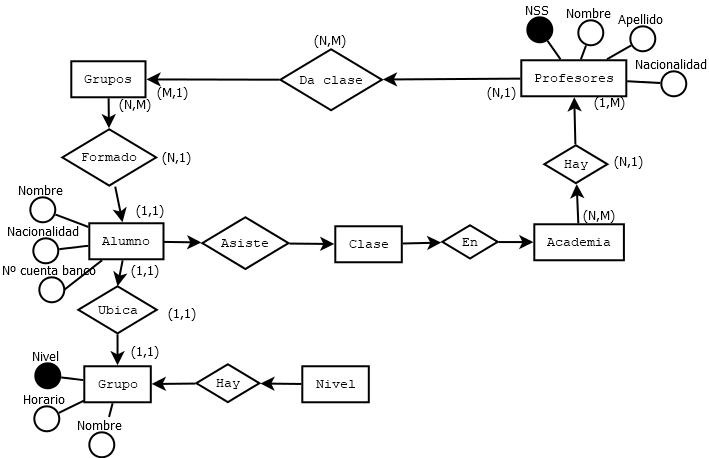 NSS
Nombre
Apellido
Nacionalidad
(N,M)
Grupos
(M,1)
Da clase
(N,1)
Profesores
(1,M)
(N,M)
Formado
(N,1)
Hay
(N,1)
(1,1)
(N,M)
Nombre
Nacionalidad
Nº cuenta banco
Alumno
Asiste
Clase
En
Academia
(1,1)
Ubica
(1,1)
(1,1)
Nivel
Horario
Nombre
Grupo
Hay
Nivel